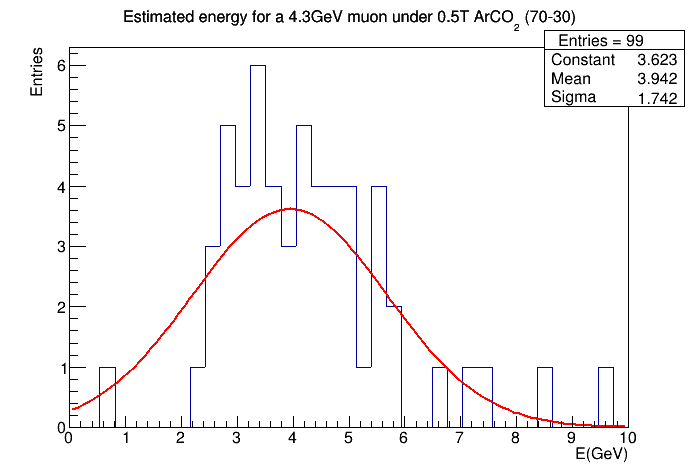 Estimated energy for a 4.3GeV muon under 0.5T ArCO2 (70-30)
Entries = 99
Constant 3.623
Mean 3.942
Sigma 1.742
Entries
6
5
4
3
2
1
0
0 1 2 3 4 5 6 7 8 9 10
E(GeV)